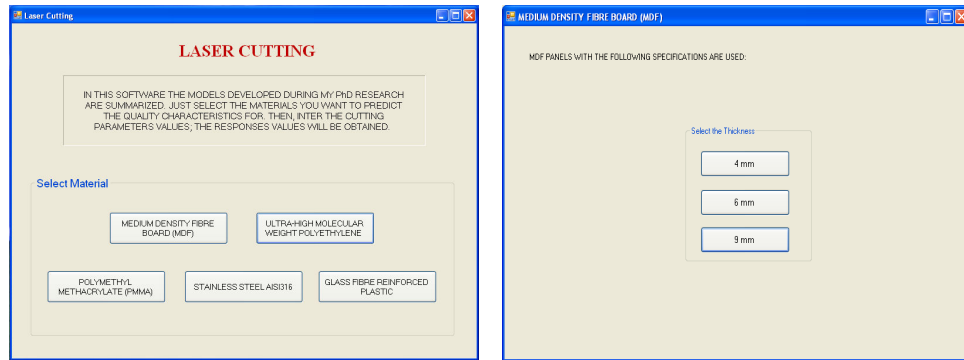 Laser Cutting
LASER CUTTING
IN THIS SOFTWARE THE MODELS DEVELOPED DURING MY PhD RESEARCH
ARE SUMMARIZED. JUST SELECT THE MATERIALS YOU WANT TO PREDICT
THE QUALITY CHARACTERISTICS FOR. THEN, INTER THE CUTTING
PARAMETERS VALUES; THE RESPONSES VALUES WILL BE OBTAINED.
Select Material
MEDIUM DENSITY FIBRE
BOARD (MDF)
ULTRA-HIGH MOLECULAR
WEIGHT POLYETHYLENE
POLYMETHYL
METHACRYLATE (PMMA)
STAINLESS STEEL AISI316
GLASS FIBRE REINFORCED
PLASTIC
MEDIUM DENSITY FIBRE BOARD (MDF)
MDF PANELS WITH THE FOLLOWING SPECIFICATIONS ARE USED:
Select the Thickness
4 mm
6 mm
9 mm